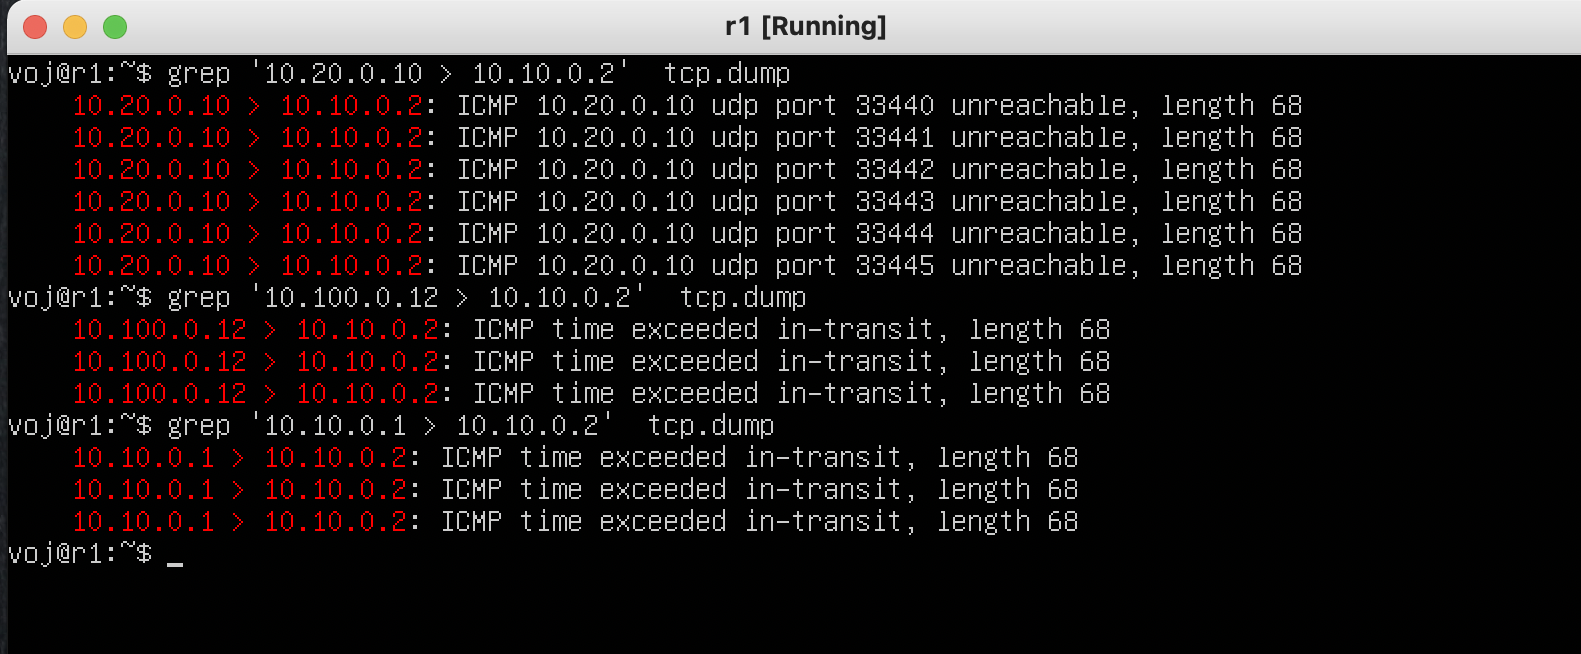 r1 [Running]
voj@r1:~$ grep '10.20.0.10 > 10.10.0.2'  tcp.dump
    10.20.0.10 > 10.10.0.2: ICMP 10.20.0.10 udp port 33440 unreachable, length 68
    10.20.0.10 > 10.10.0.2: ICMP 10.20.0.10 udp port 33441 unreachable, length 68
    10.20.0.10 > 10.10.0.2: ICMP 10.20.0.10 udp port 33442 unreachable, length 68
    10.20.0.10 > 10.10.0.2: ICMP 10.20.0.10 udp port 33443 unreachable, length 68
    10.20.0.10 > 10.10.0.2: ICMP 10.20.0.10 udp port 33444 unreachable, length 68
    10.20.0.10 > 10.10.0.2: ICMP 10.20.0.10 udp port 33445 unreachable, length 68
voj@r1:~$ grep '10.100.0.12 > 10.10.0.2'  tcp.dump
    10.100.0.12 > 10.10.0.2: ICMP time exceeded in-transit, length 68
    10.100.0.12 > 10.10.0.2: ICMP time exceeded in-transit, length 68
    10.100.0.12 > 10.10.0.2: ICMP time exceeded in-transit, length 68
voj@r1:~$ grep '10.10.0.1 > 10.10.0.2'  tcp.dump
    10.10.0.1 > 10.10.0.2: ICMP time exceeded in-transit, length 68
    10.10.0.1 > 10.10.0.2: ICMP time exceeded in-transit, length 68
    10.10.0.1 > 10.10.0.2: ICMP time exceeded in-transit, length 68
voj@r1:~$ _